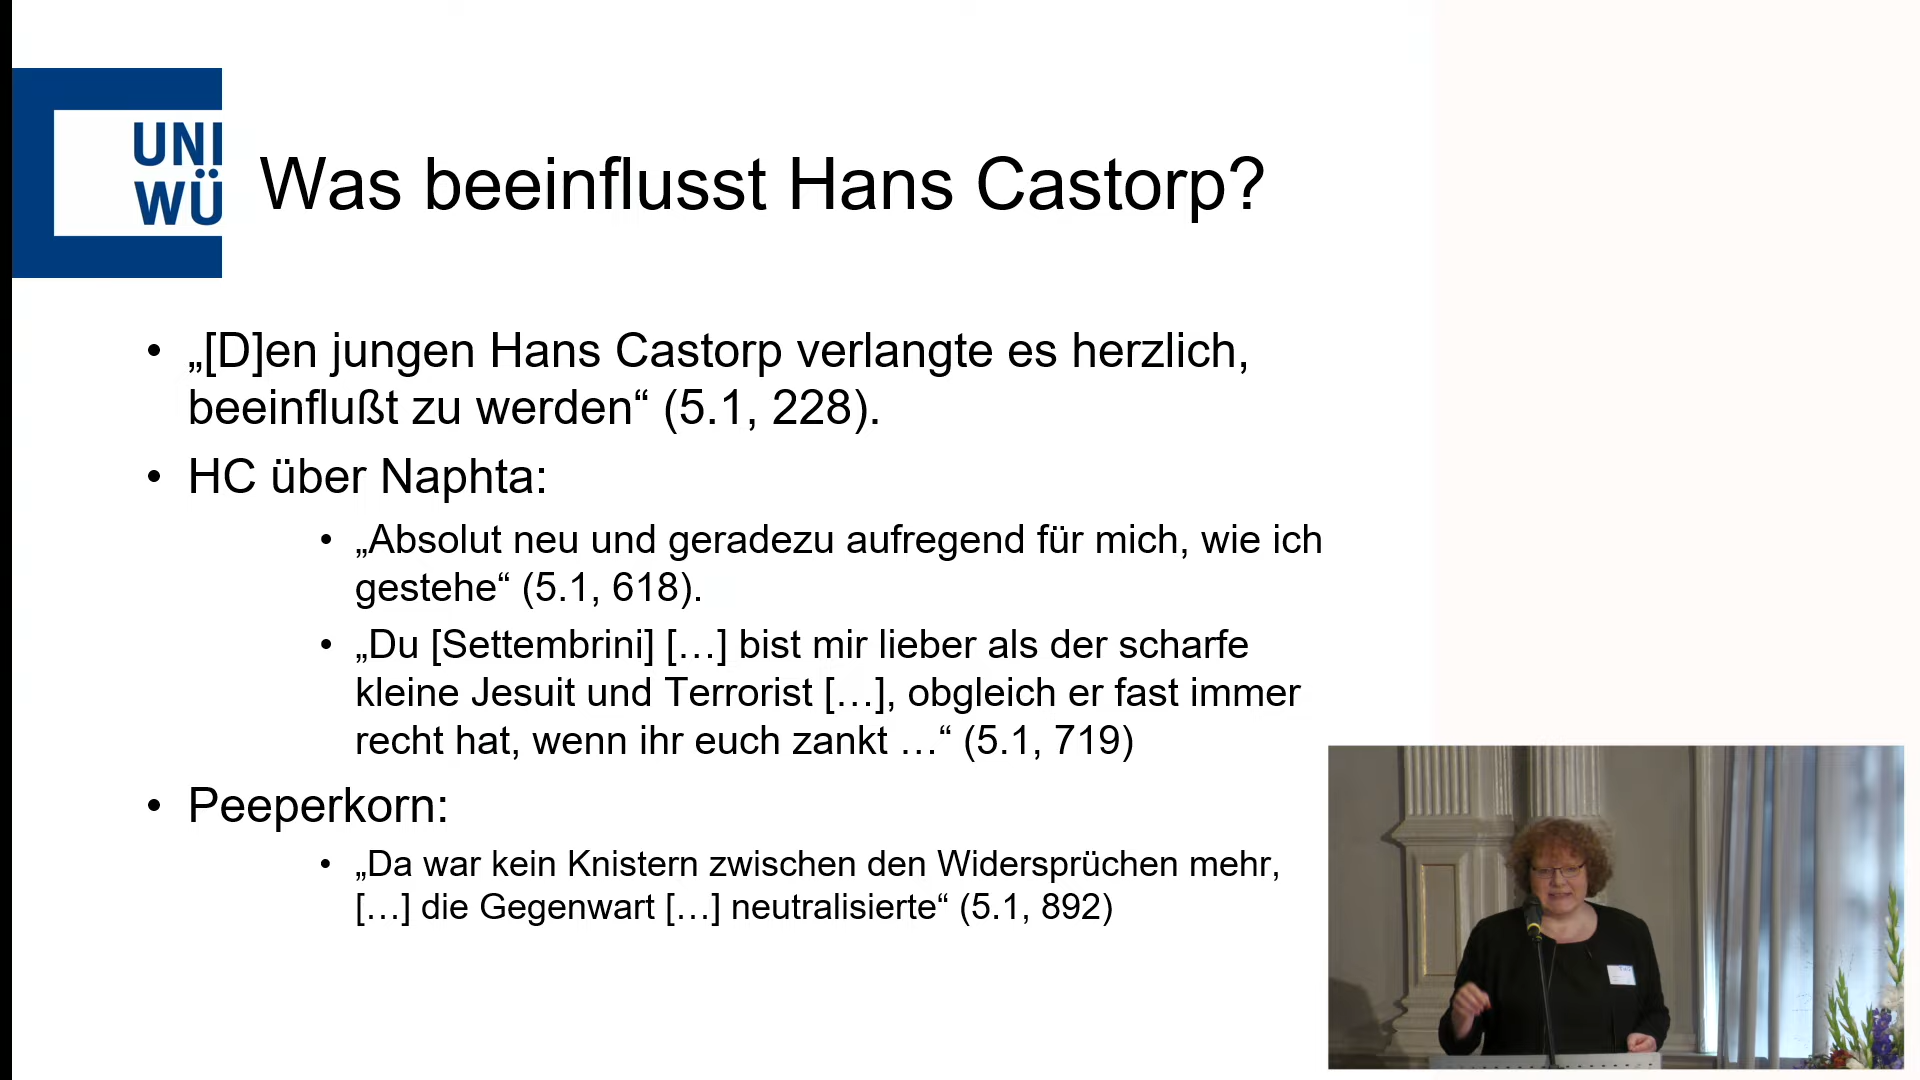 UNI
WÜ
Was beeinflusst Hans Castorp?
• „[D]en jungen Hans Castorp verlangte es herzlich,
beeinflußt zu werden“ (5.1, 228).
• HC über Naphta:
• „Absolut neu und geradezu aufregend für mich, wie ich
gestehe“ (5.1, 618).
• „Du [Settembrini] […] bist mir lieber als der scharfe
kleine Jesuit und Terrorist […], obgleich er fast immer
recht hat, wenn ihr euch zankt …“ (5.1, 719)
• Peeperkorn:
• „Da war kein Knistern zwischen den Widersprüchen mehr,
[…] die Gegenwart […] neutralisierte“ (5.1, 892)